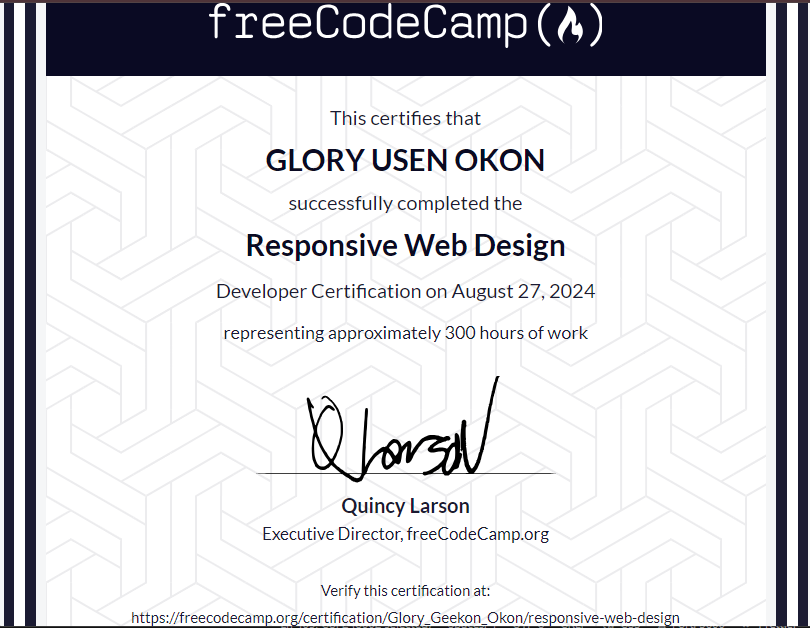 freeCodeCamp
This certifies that
GLORY USEN OKON
successfully completed the
Responsive Web Design
Developer Certification on August 27, 2024
representing approximately 300 hours of work
Q Larson
Quincy Larson
Executive Director, freeCodeCamp.org
Verify this certification at:
https://freecodecamp.org/certification/Glory_Geekon_Okon/responsive-web-design